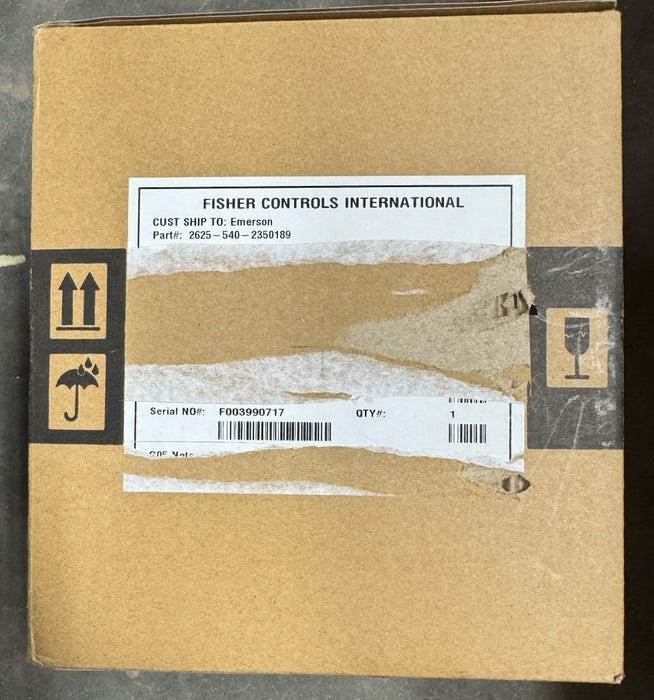 FISHER CONTROLS INTERNATIONAL
CUST SHIP TO: Emerson
Part#: 2625-540-2350189
Serial NO#: F003990717 QTY#: 1